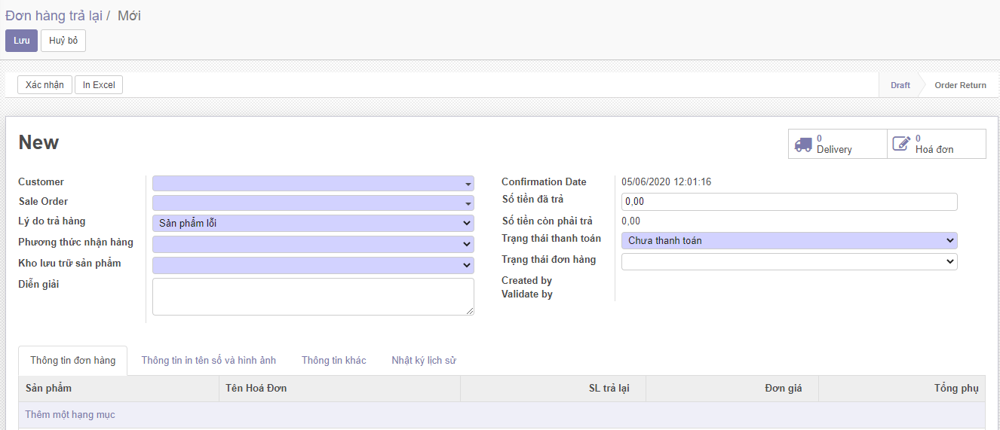 Đơn hàng trả lại / Mới
Lưu Huỷ bỏ
Xác nhận In Excel Draft Order Return
New
0 Delivery 0 Hoá đơn
Customer
Sale Order
Lý do trả hàng Sản phẩm lỗi
Phương thức nhận hàng
Kho lưu trữ sản phẩm
Diễn giải
Confirmation Date 05/06/2020 12:01:16
Số tiền đã trả 0,00
Số tiền còn phải trả 0,00
Trạng thái thanh toán Chưa thanh toán
Trạng thái đơn hàng
Created by
Validate by
Thông tin đơn hàng Thông tin in tên số và hình ảnh Thông tin khác Nhật ký lịch sử
Sản phẩm Tên Hoá Đơn SL trả lại Đơn giá Tổng phụ
Thêm một hạng mục